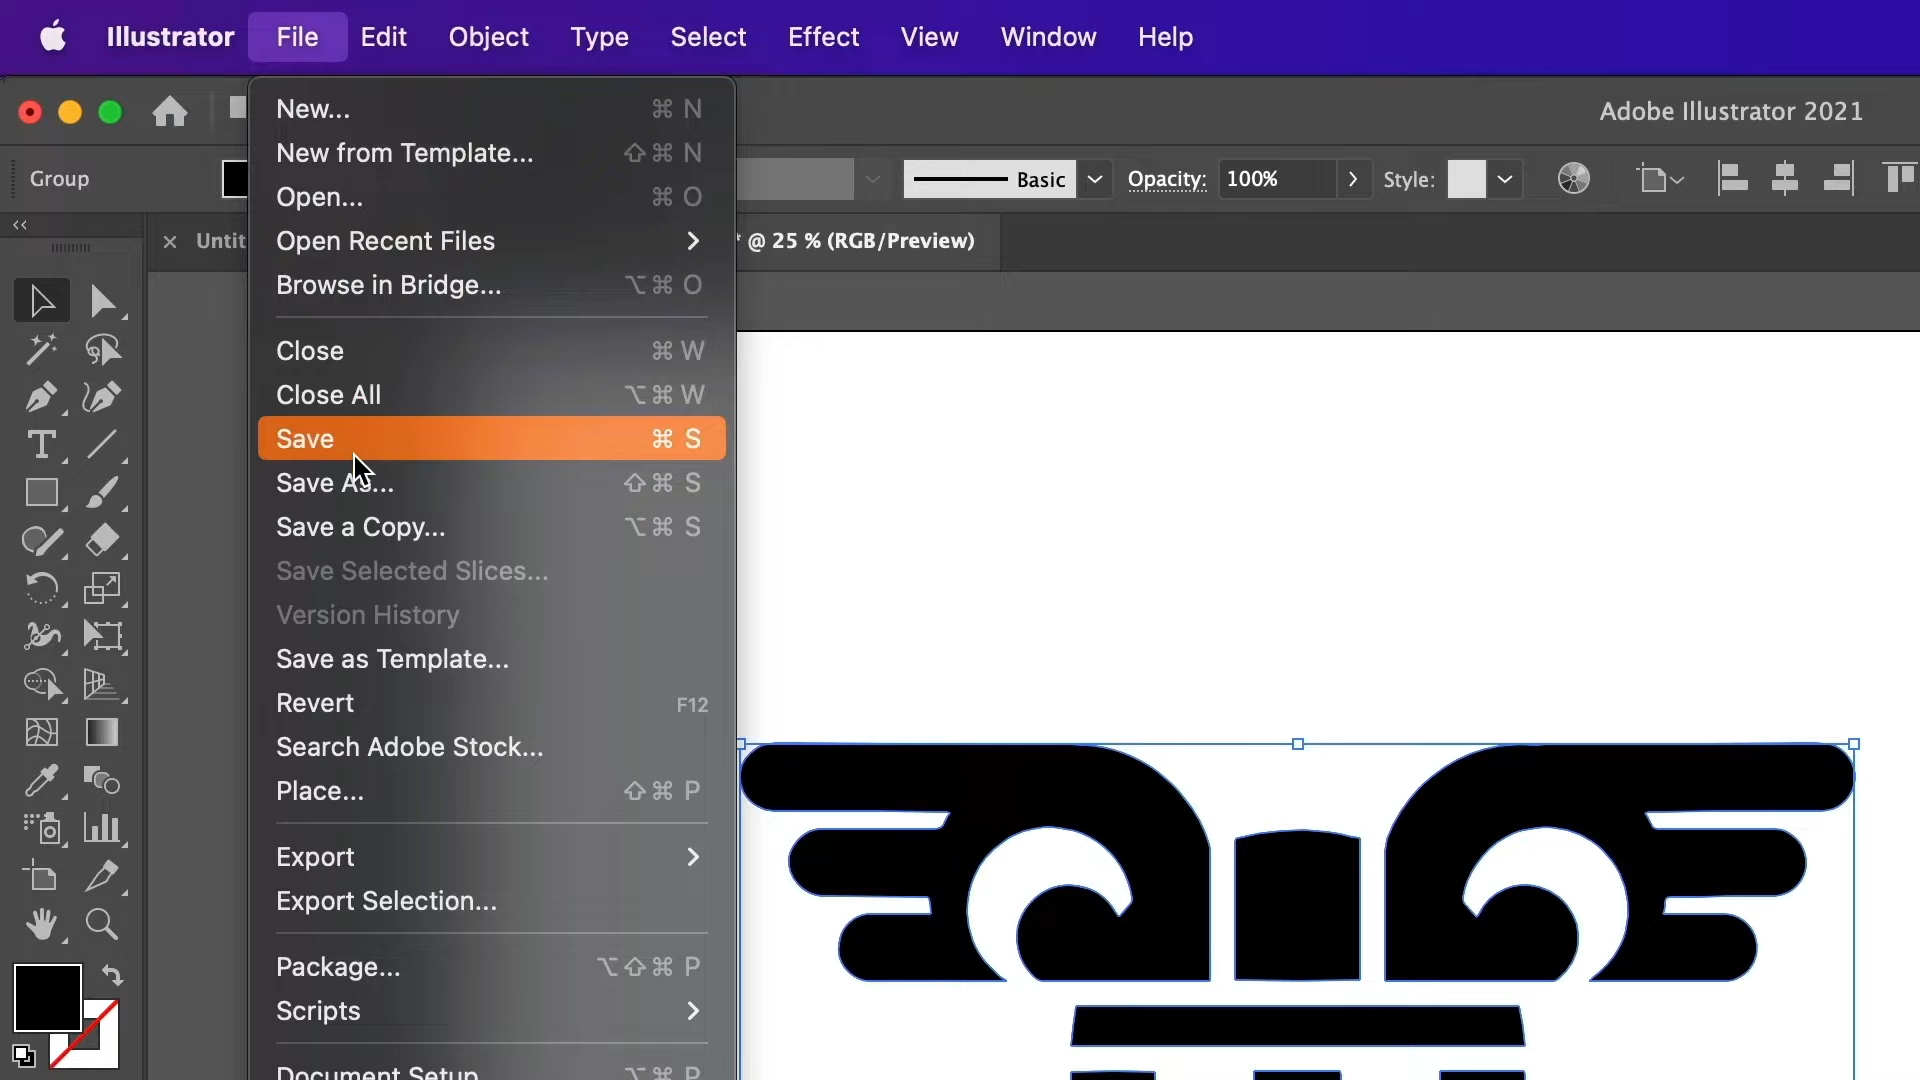 Illustrator File Edit Object Type Select Effect View Window Help
Adobe Illustrator 2021
Group
Basic Opacity: 100% Style:
Untit
* @ 25 % (RGB/Preview)
New... ⌘ N
New from Template... ⇧⌘ N
Open... ⌘ O
Open Recent Files
Browse in Bridge... ⌥⌘ O
Close ⌘ W
Close All ⌥⌘ W
Save ⌘ S
Save As... ⇧⌘ S
Save a Copy... ⌥⌘ S
Save Selected Slices...
Version History
Save as Template...
Revert F12
Search Adobe Stock...
Place... ⇧⌘ P
Export
Export Selection...
Package... ⌥⇧⌘ P
Scripts
Document Setup ⌥⌘ P